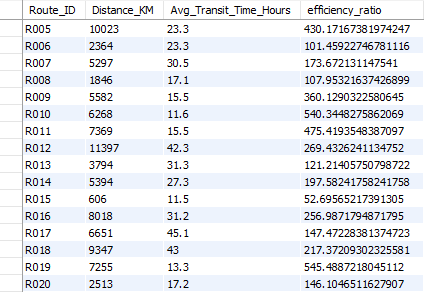 Route_ID Distance_KM Avg_Transit_Time_Hours efficiency_ratio
R005 10023 23.3 430.17167381974247
R006 2364 23.3 101.45922746781116
R007 5297 30.5 173.672131147541
R008 1846 17.1 107.95321637426899
R009 5582 15.5 360.1290322580645
R010 6268 11.6 540.3448275862069
R011 7369 15.5 475.4193548387097
R012 11397 42.3 269.4326241134752
R013 3794 31.3 121.21405750798722
R014 5394 27.3 197.58241758241758
R015 606 11.5 52.69565217391305
R016 8018 31.2 256.9871794871795
R017 6651 45.1 147.47228381374723
R018 9347 43 217.37209302325581
R019 7255 13.3 545.4887218045112
R020 2513 17.2 146.1046511627907